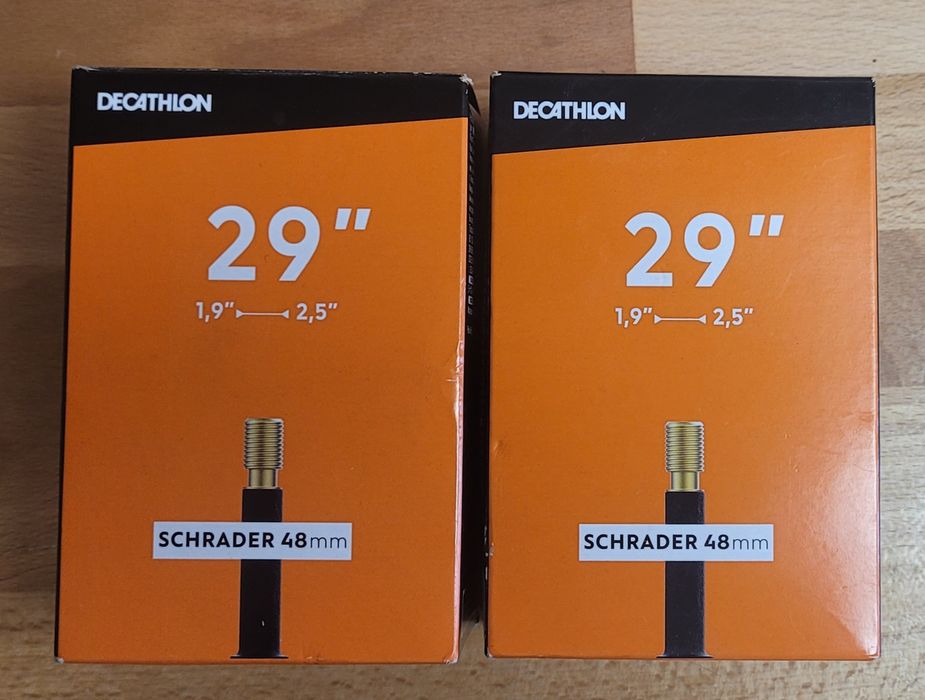 DECATHLON
29"
1,9" 2,5"
SCHRADER 48mm
DECATHLON
29"
1,9" 2,5"
SCHRADER 48mm